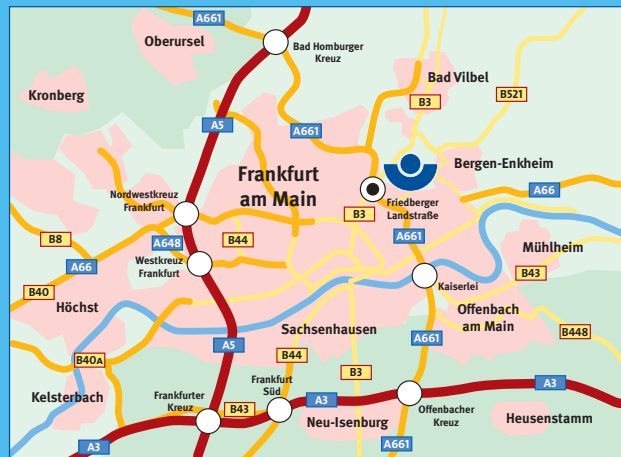 A661
Oberursel
Bad Homburger
Kreuz
Bad Vilbel
Kronberg
B3
B521
A5
A661
Frankfurt
am Main
Bergen-Enkheim
Nordwestkreuz
Frankfurt
Friedberger
Landstraße
A66
B3
B8
A648
B44
A661
Mühlheim
A66
Westkreuz
Frankfurt
B43
B40
Kaiserlei
Höchst
Offenbach
am Main
Sachsenhausen
B448
A5
A661
B40A
B44
B3
Kelsterbach
Frankfurter
Kreuz
Frankfurt
Süd
A3
B43
A3
Offenbacher
Kreuz
Neu-Isenburg
Heusenstamm
A3
A661